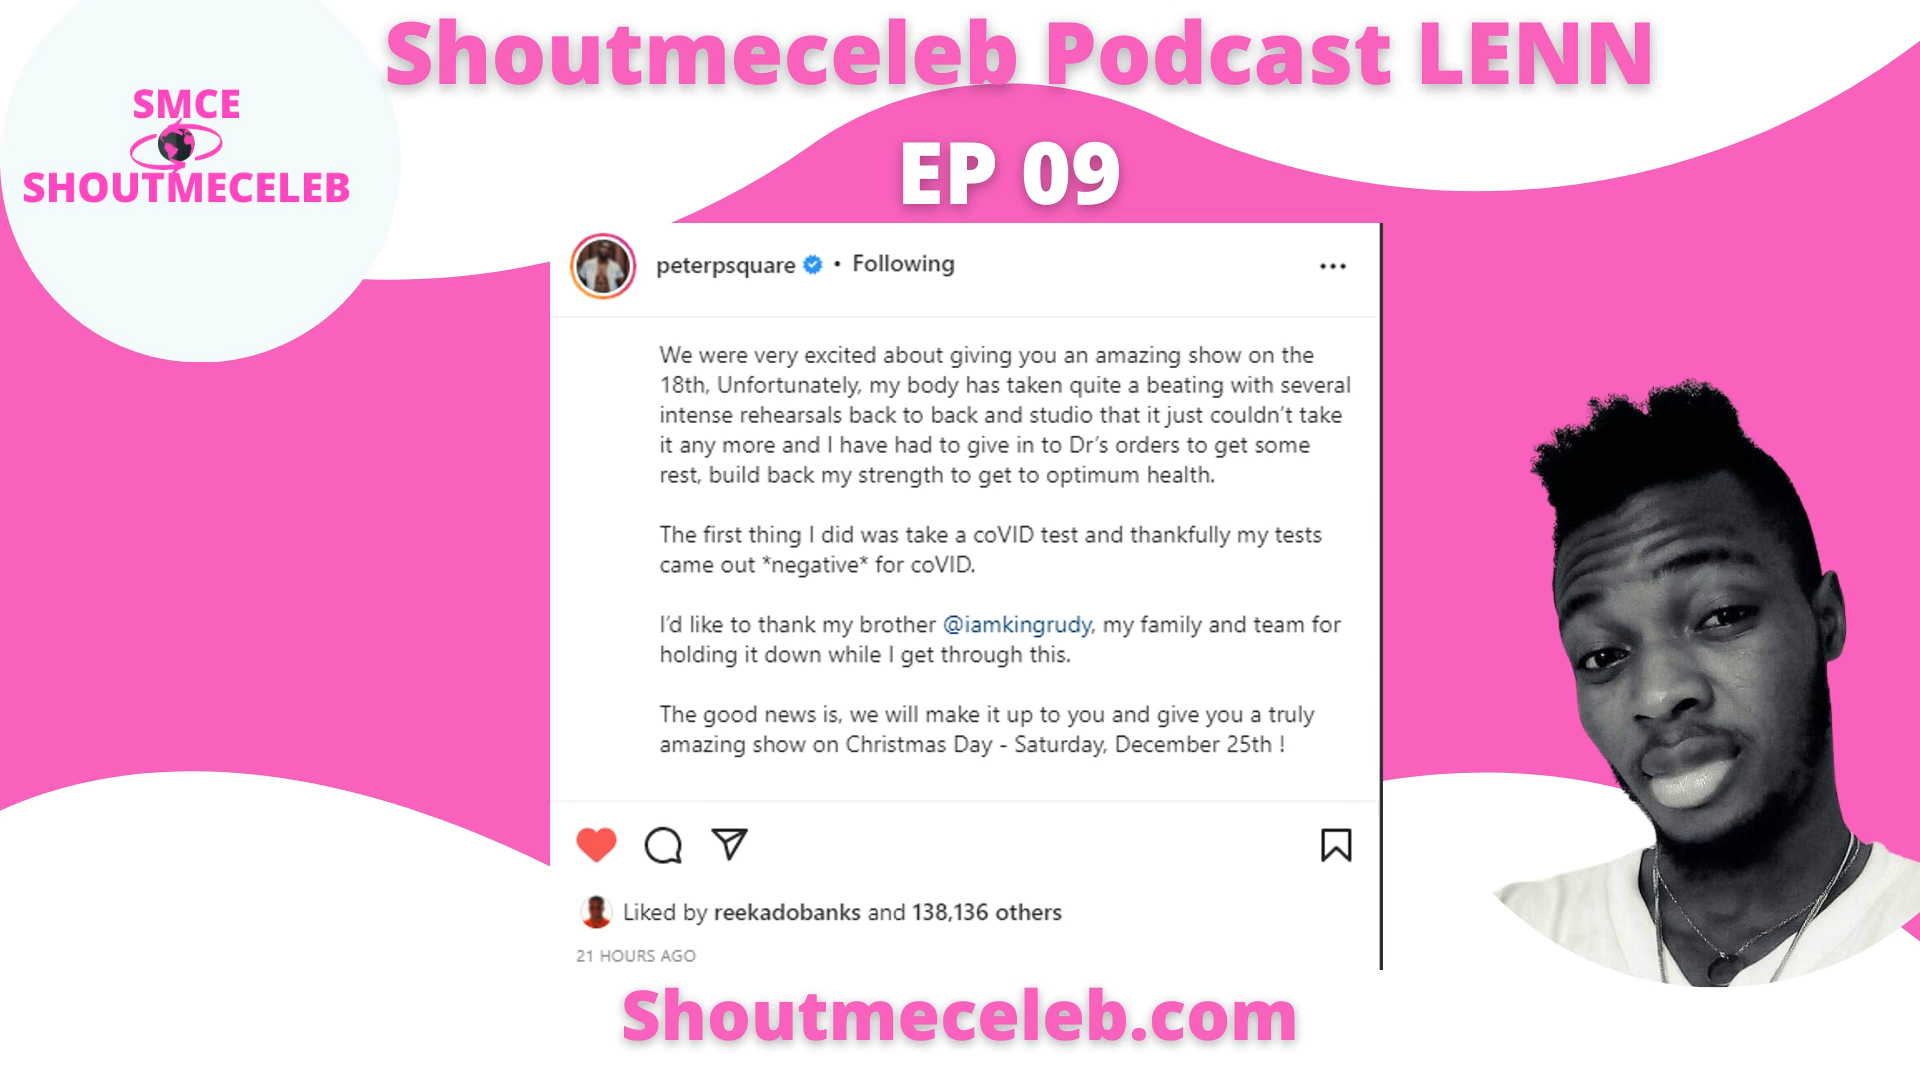 Shoutmeceleb Podcast LENN
SMCE
SHOUTMECELEB
EP 09
peterpsquare • Following
We were very excited about giving you an amazing show on the
18th, Unfortunately, my body has taken quite a beating with several
intense rehearsals back to back and studio that it just couldn't take
it any more and I have had to give in to Dr's orders to get some
rest, build back my strength to get to optimum health.
The first thing I did was take a coVID test and thankfully my tests
came out *negative* for coVID.
I'd like to thank my brother @iamkingrudy, my family and team for
holding it down while I get through this.
The good news is, we will make it up to you and give you a truly
amazing show on Christmas Day - Saturday, December 25th !
Liked by reekadobanks and 138,136 others
21 HOURS AGO
Shoutmeceleb.com